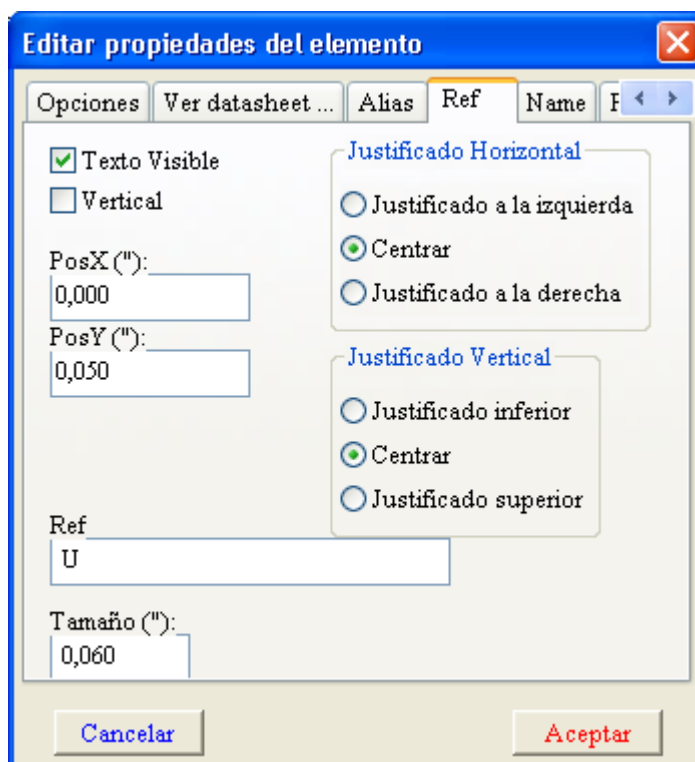 Editar propiedades del elemento
Opciones Ver datasheet ... Alias Ref Name
Texto Visible
Vertical
PosX ("):
0,000
PosY ("):
0,050
Justificado Horizontal
Justificado a la izquierda
Centrar
Justificado a la derecha
Justificado Vertical
Justificado inferior
Centrar
Justificado superior
Ref
U
Tamaño ("):
0,060
Cancelar Aceptar